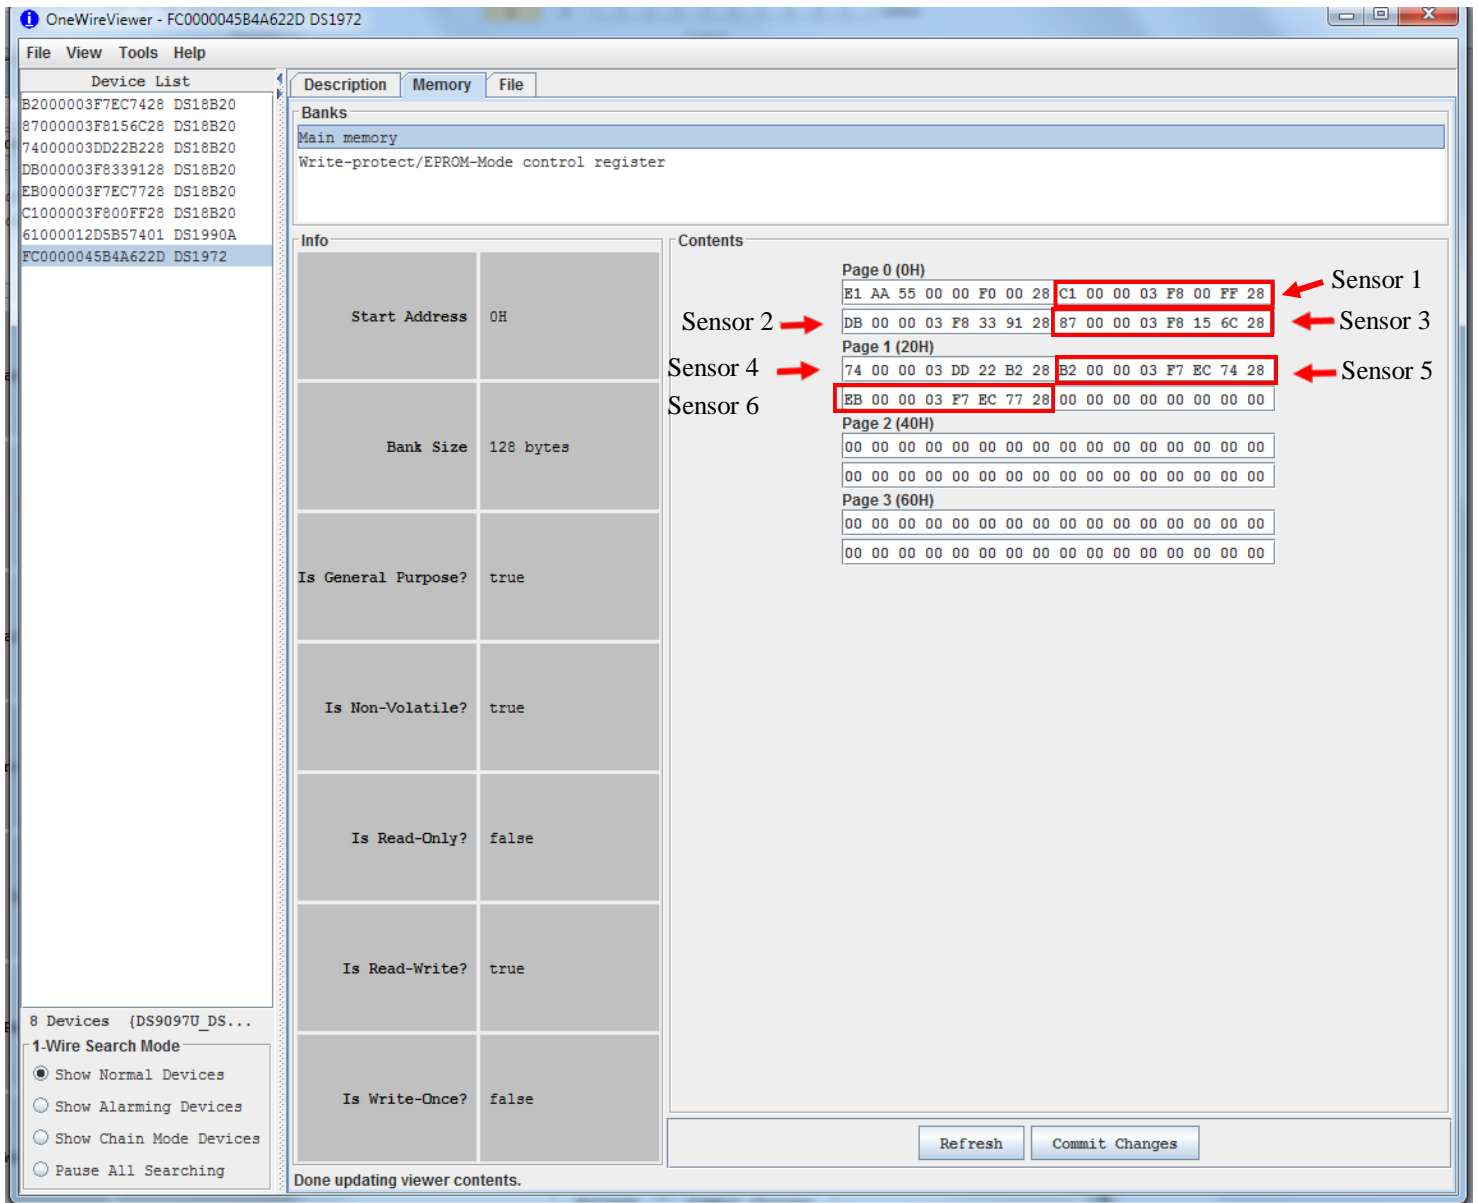 OneWireViewer - FC0000045B4A622D DS1972
File View Tools Help
Device List
B2000003F7EC7428 DS18B20
87000003F8156C28 DS18B20
74000003DD22B228 DS18B20
DB000003F8339128 DS18B20
EB000003F7EC7728 DS18B20
C1000003F800FF28 DS18B20
61000012D5B57401 DS1990A
FC0000045B4A622D DS1972
8 Devices {DS9097U_DS...
1-Wire Search Mode
Show Normal Devices
Show Alarming Devices
Show Chain Mode Devices
Pause All Searching
Description Memory File
Banks
Main memory
Write-protect/EPROM-Mode control register
Info
Start Address 0H
Bank Size 128 bytes
Is General Purpose? true
Is Non-Volatile? true
Is Read-Only? false
Is Read-Write? true
Is Write-Once? false
Contents
Page 0 (0H)
E1 AA 55 00 00 F0 00 28 C1 00 00 03 F8 00 FF 28 Sensor 1
Sensor 2 DB 00 00 03 F8 33 91 28 87 00 00 03 F8 15 6C 28 Sensor 3
Page 1 (20H)
Sensor 4 74 00 00 03 DD 22 B2 28 B2 00 00 03 F7 EC 74 28 Sensor 5
Sensor 6 EB 00 00 03 F7 EC 77 28 00 00 00 00 00 00 00 00
Page 2 (40H)
00 00 00 00 00 00 00 00 00 00 00 00 00 00 00 00
00 00 00 00 00 00 00 00 00 00 00 00 00 00 00 00
Page 3 (60H)
00 00 00 00 00 00 00 00 00 00 00 00 00 00 00 00
00 00 00 00 00 00 00 00 00 00 00 00 00 00 00 00
Refresh Commit Changes
Done updating viewer contents.